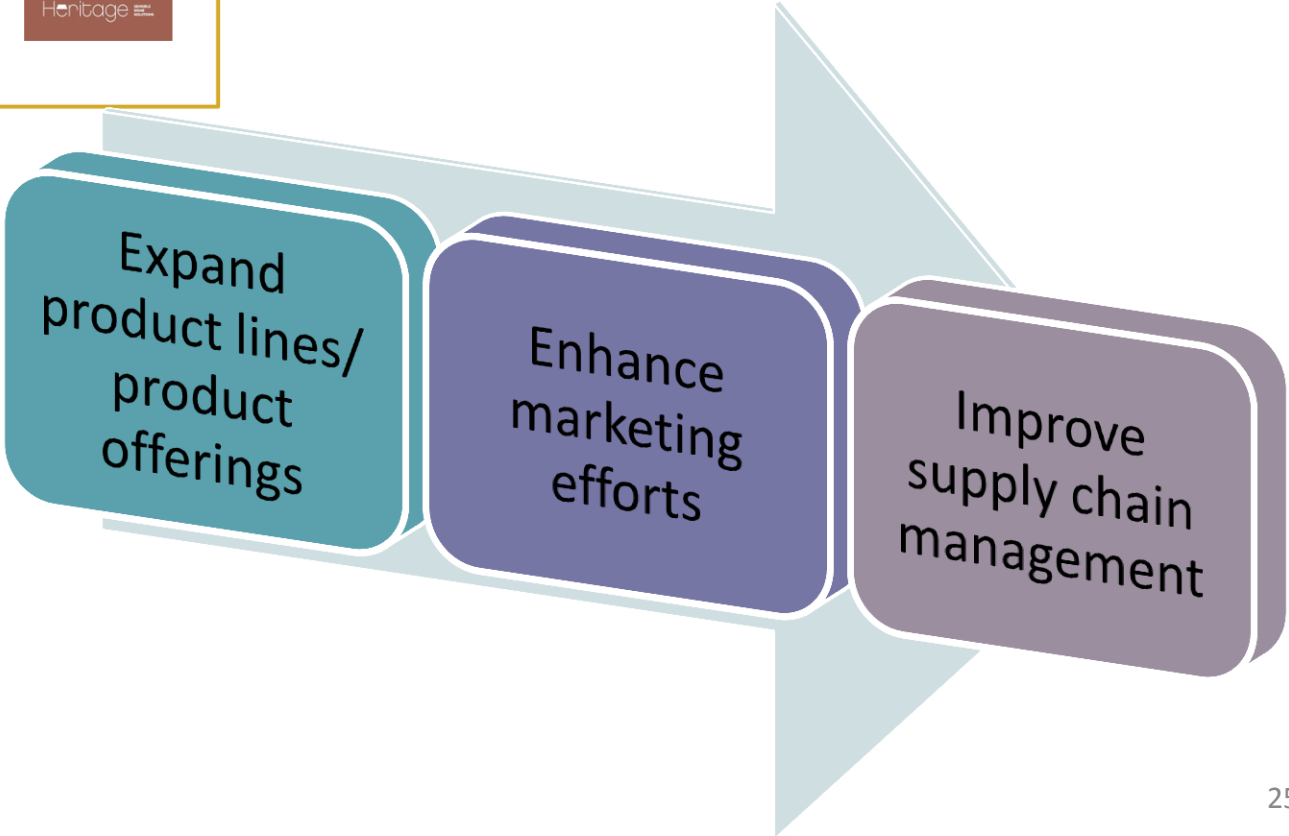 Heritage
Expand
product lines/
product
offerings
Enhance
marketing
efforts
Improve
supply chain
management
25